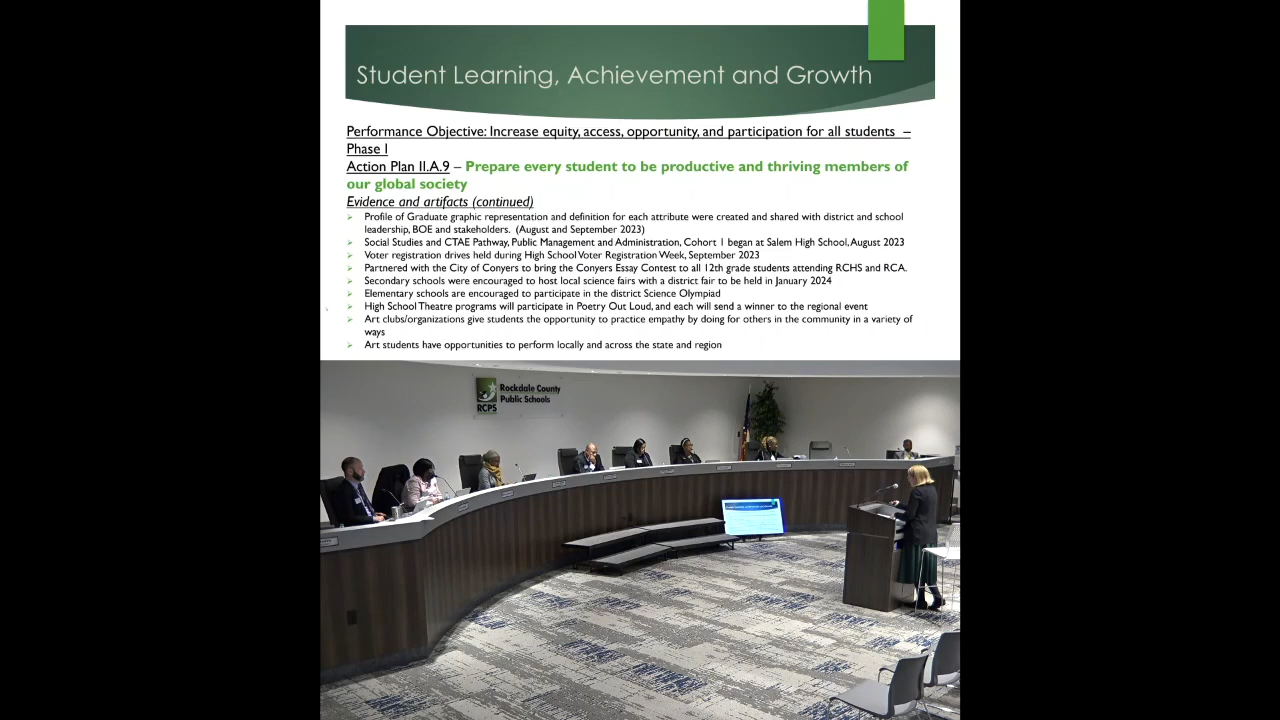 Student Learning, Achievement and Growth
Performance Objective: Increase equity, access, opportunity, and participation for all students –
Phase I
Action Plan II.A.9 – Prepare every student to be productive and thriving members of
our global society
Evidence and artifacts (continued)
Profile of Graduate graphic representation and definition for each attribute were created and shared with district and school
leadership, BOE and stakeholders. (August and September 2023)
Social Studies and CTAE Pathway, Public Management and Administration, Cohort 1 began at Salem High School, August 2023
Voter registration drives held during High School Voter Registration Week, September 2023
Partnered with the City of Conyers to bring the Conyers Essay Contest to all 12th grade students attending RCHS and RCA.
Secondary schools were encouraged to host local science fairs with a district fair to be held in January 2024
Elementary schools are encouraged to participate in the district Science Olympiad
High School Theatre programs will participate in Poetry Out Loud, and each will send a winner to the regional event
Art clubs/organizations give students the opportunity to practice empathy by doing for others in the community in a variety of
ways
Art students have opportunities to perform locally and across the state and region
Rockdale County
Public Schools
RCPS